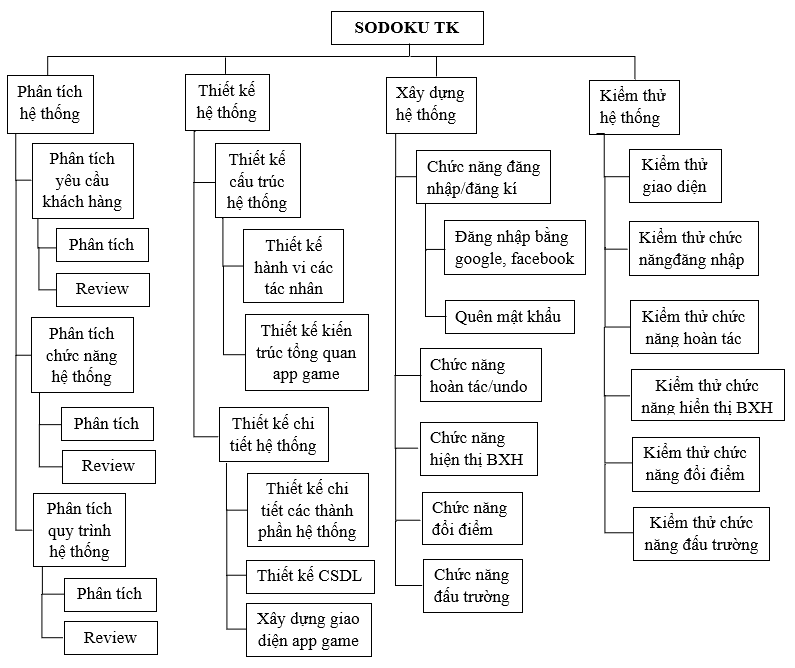 SODOKU TK
Phân tích
hệ thống
Phân tích
yêu cầu
khách hàng
Phân tích
Review
Phân tích
chức năng
hệ thống
Phân tích
Review
Phân tích
quy trình
hệ thống
Phân tích
Review
Thiết kế
hệ thống
Thiết kế
cấu trúc
hệ thống
Thiết kế
hành vi các
tác nhân
Thiết kế kiến
trúc tổng quan
app game
Thiết kế chi
tiết hệ thống
Thiết kế chi
tiết các thành
phần hệ thống
Thiết kế CSDL
Xây dựng giao
diện app game
Xây dựng
hệ thống
Chức năng đăng
nhập/đăng kí
Đăng nhập bằng
google, facebook
Quên mật khẩu
Chức năng
hoàn tác/undo
Chức năng
hiện thị BXH
Chức năng
đổi điểm
Chức năng
đấu trường
Kiểm thử
hệ thống
Kiểm thử
giao diện
Kiểm thử chức
năngđăng nhập
Kiểm thử chức
năng hoàn tác
Kiểm thử chức
năng hiển thị BXH
Kiểm thử chức
năng đổi điểm
Kiểm thử chức
năng đấu trường